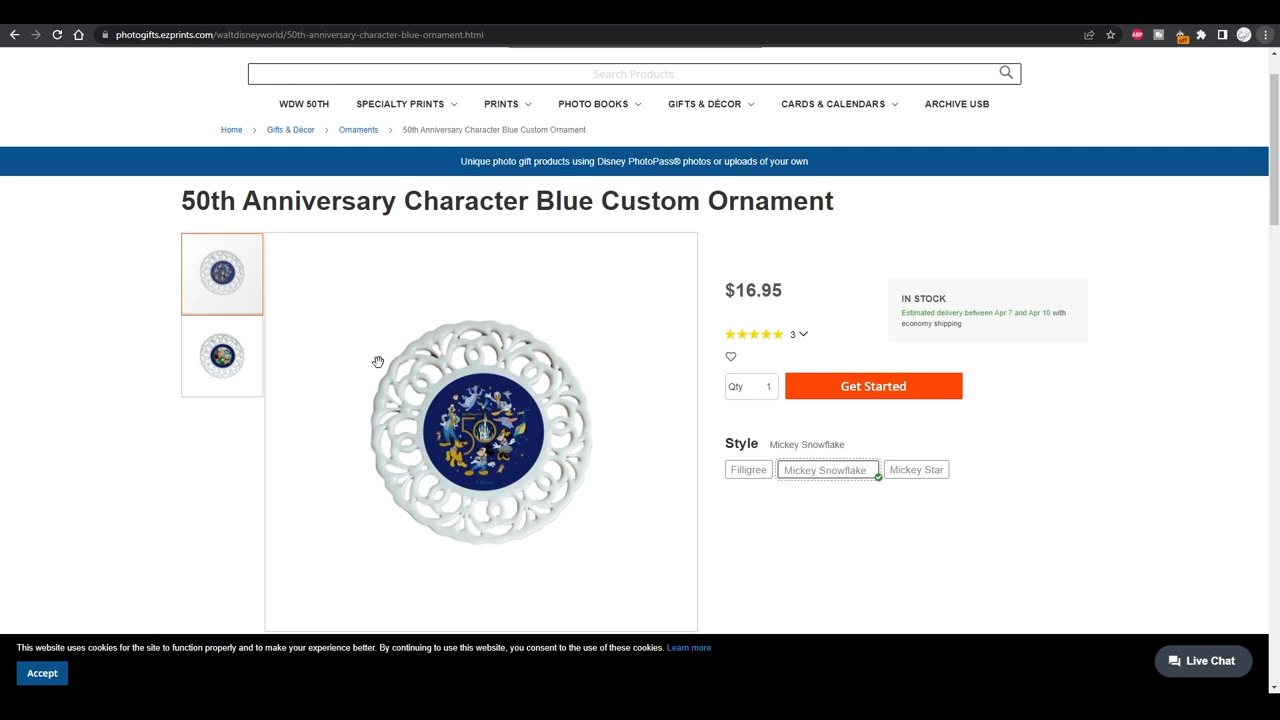 photogifts.ezprints.com/waltdisneyworld/50th-anniversary-character-blue-ornament.html
ABP
off
Search Products
WDW 50TH SPECIALTY PRINTS PRINTS PHOTO BOOKS GIFTS & DÉCOR CARDS & CALENDARS ARCHIVE USB
Home > Gifts & Décor > Ornaments > 50th Anniversary Character Blue Custom Ornament
Unique photo gift products using Disney PhotoPass® photos or uploads of your own
50th Anniversary Character Blue Custom Ornament
$16.95
IN STOCK
Estimated delivery between Apr 7 and Apr 10 with
economy shipping
3
Qty 1
Get Started
Style Mickey Snowflake
Filligree Mickey Snowflake Mickey Star
50
This website uses cookies for the site to function properly and to make your experience better. By continuing to use this website, you consent to the use of these cookies. Learn more
Accept
Live Chat